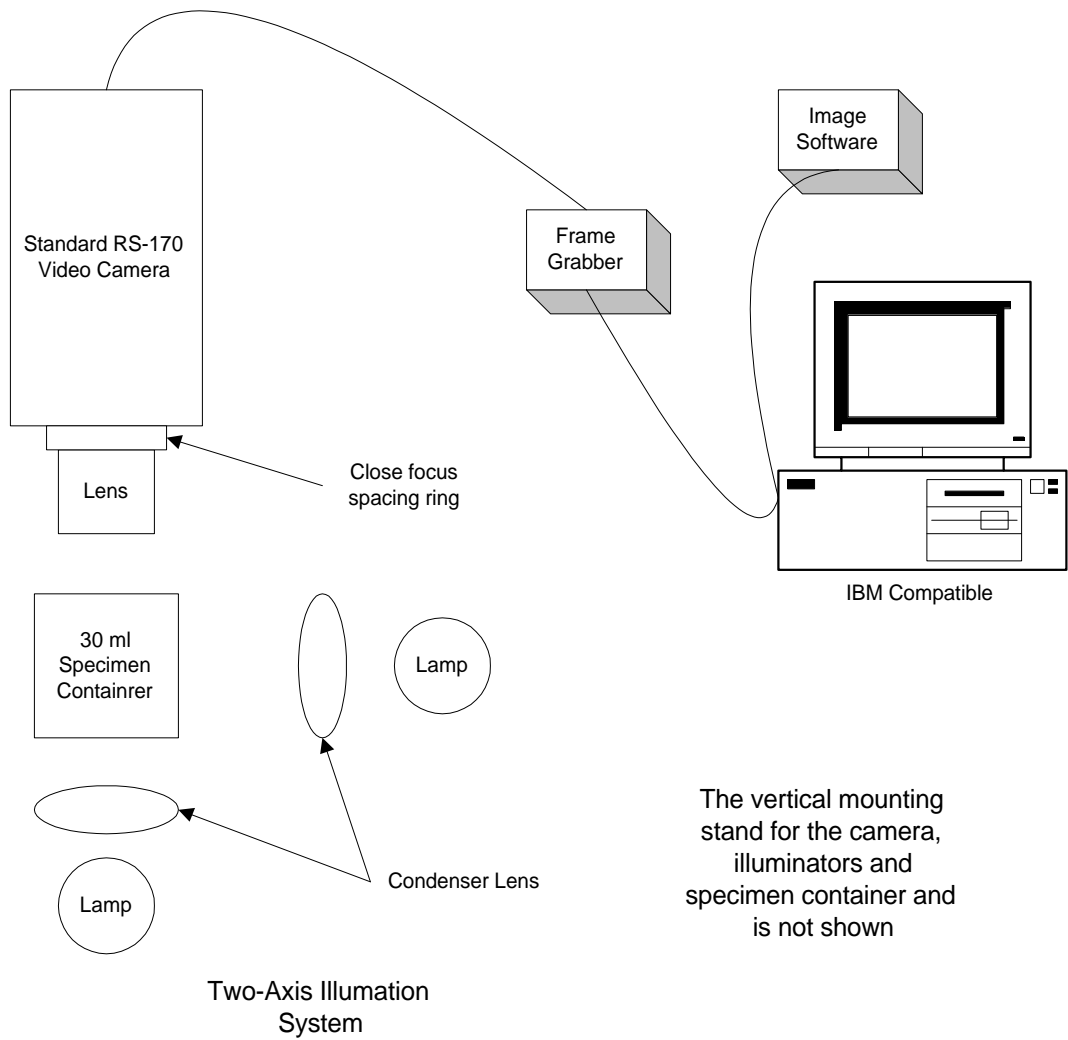 Standard RS-170
Video Camera
Image
Software
Frame
Grabber
Lens
Close focus
spacing ring
IBM Compatible
30 ml
Specimen
Containrer
Lamp
Condenser Lens
Lamp
The vertical mounting
stand for the camera,
illuminators and
specimen container and
is not shown
Two-Axis Illumation
System